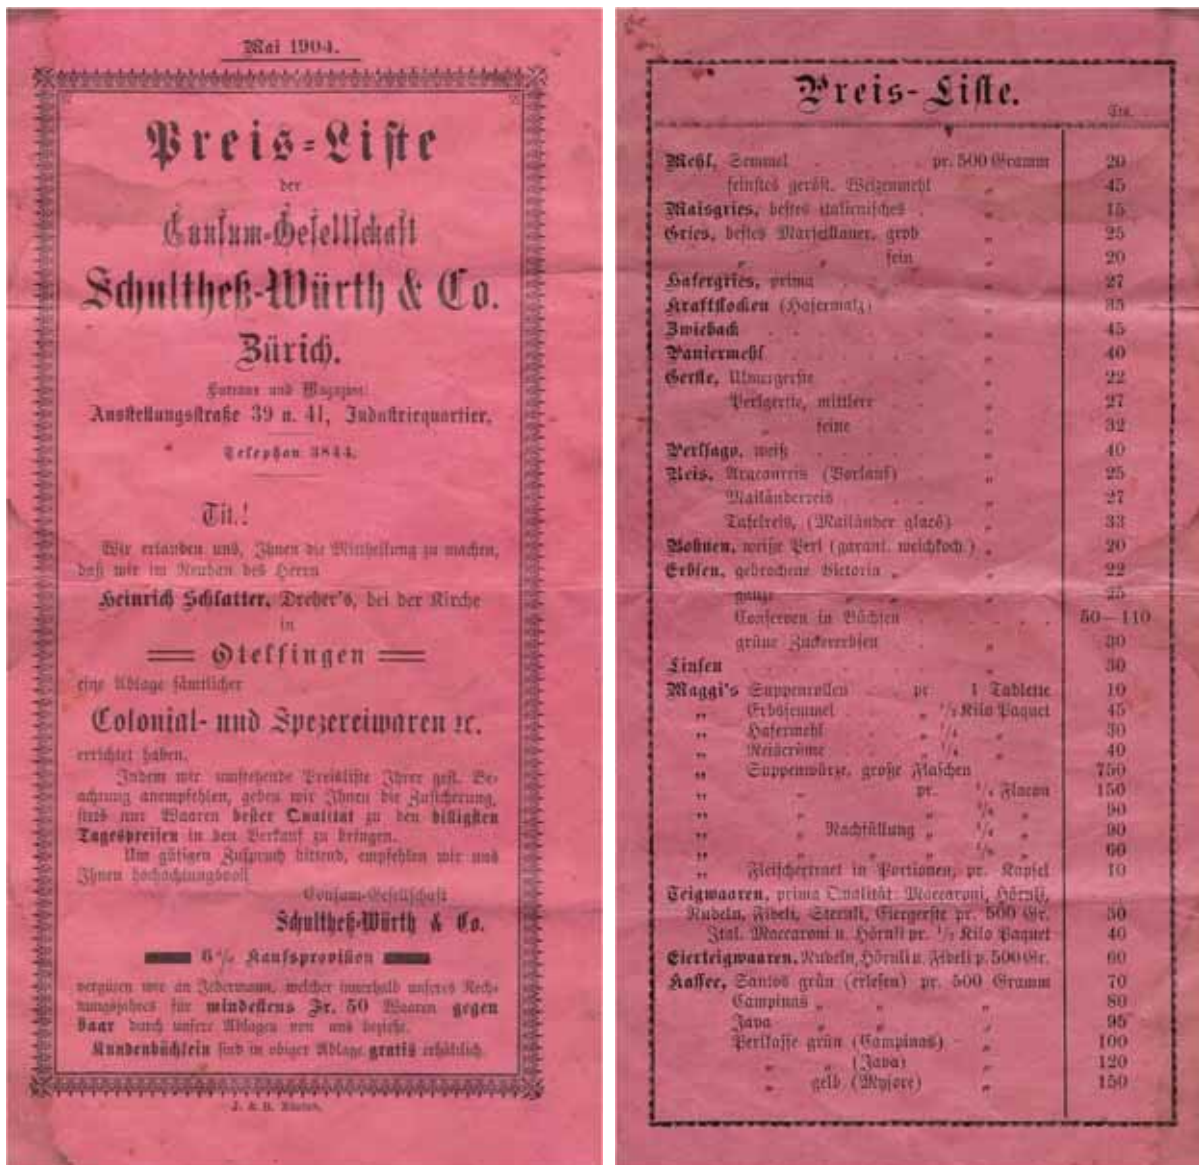 Mai 1904.
Preis-Liste
der
Consum-Gesellschaft
Schultheß-Würth & Co.
Zürich.
Bureau und Magazin:
Ausstellungsstraße 39 u. 41, Industriequartier.
Telephon 3844.
Tit.!
Wir erlauben uns, Ihnen die Mittheilung zu machen,
daß wir im Neubau des Herrn
Heinrich Schlatter, Dreher's, bei der Kirche
in
Otelfingen
eine Ablage sämtlicher
Colonial- und Spezereiwaren ꝛc.
errichtet haben.
Indem wir umstehende Preisliste Ihrer gefl. Be-
achtung anempfehlen, geben wir Ihnen die Zusicherung,
stets nur Waaren bester Qualität zu den billigsten
Tagespreisen in den Verkauf zu bringen.
Um gütigen Zuspruch bittend, empfehlen wir uns
Ihnen hochachtungsvoll
Consum-Gesellschaft
Schultheß-Würth & Co.
6% Kaufsprovision
vergüten wir an Jedermann, welcher innerhalb unseres Rech-
nungsjahres für mindestens Fr. 50 Waaren gegen
baar durch unsere Ablagen von uns bezieht.
Kundenbüchlein sind in obiger Ablage gratis erhältlich.
J. & H.
Preis-Liste.
Cts.
Mehl, Semmel pr. 500 Gramm 20
feinstes geröst. Weizenmehl " 45
Maisgries, bestes italienisches " 15
Gries, bestes Marseillaner, grob " 25
" " fein " 20
Hafergries, prima " 27
Kraftflocken (Hafermalz) 35
Zwieback " 45
Paniermehl " 40
Gerste, Ulmergerste " 22
Perlgerste, mittlere " 27
" feine " 32
Perlsago, weiß " 40
Reis, (Vorlauf) " 25
Mailänderreis " 27
Tafelreis, (Mailänder glacé) " 33
Bohnen, weiße Perl (garant. weichkoch.) " 20
Erbsen, gebrochene Victoria " " 22
ganze " " " 25
Conserven in Büchsen 50—110
grüne Zuckererbsen " 30
Linsen " 30
Maggi's Suppenrollen pr. 1 Tablette 10
" Erbssemmel " ½ Kilo Paquet 45
" Hafermehl " " 30
" Reiscrème " " 40
" Suppenwürze, große Flaschen 750
" " pr. Flacon 150
" " " " 90
" " Nachfüllung " " 90
" " " " " 60
" Fleischextract in Portionen, pr. Kapsel 10
Teigwaaren, prima Qualität: Maccaroni, Hörnli,
Nudeln, Fideli, Sternli, Eiergerste pr. 500 Gr. 30
Ital. Maccaroni u. Hörnli pr. ½ Kilo Paquet 40
Eierteigwaaren, Nudeln, Hörnli u. Fideli p. 500 Gr. 60
Kaffee, Santos grün (erlesen) pr. 500 Gramm 70
Campinas " " " 80
Java " " " 95
Perlkaffe grün (Campinas) " 100
" " (Java) " 120
" gelb (Mysore) " 150